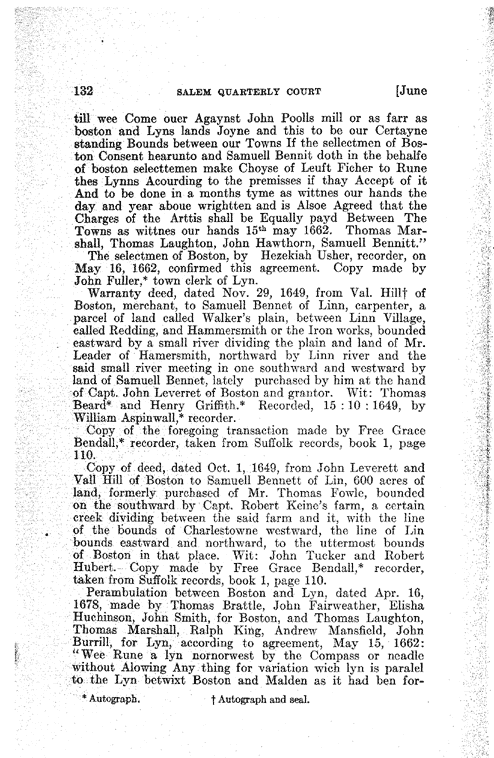 132 SALEM QUARTERLY COURT [June
till wee Come ouer Agaynst John Poolls mill or as farr as
boston and Lyns lands Joyne and this to be our Certayne
standing Bounds between our Towns If the sellectmen of Bos-
ton Consent hearunto and Samuell Bennit doth in the behalfe
of boston selecttemen make Choyse of Leuft Ficher to Rune
thes Lynns Acourding to the premisses if thay Accept of it
And to be done in a months tyme as wittnes our hands the
day and year aboue wrightten and is Alsoe Agreed that the
Charges of the Arttis shall be Equally payd Between The
Towns as wittnes our hands 15th may 1662. Thomas Mar-
shall, Thomas Laughton, John Hawthorn, Samuell Bennitt."
The selectmen of Boston, by Hezekiah Usher, recorder, on
May 16, 1662, confirmed this agreement. Copy made by
John Fuller,* town clerk of Lyn.
Warranty deed, dated Nov. 29, 1649, from Val. Hill† of
Boston, merchant, to Samuell Bennet of Linn, carpenter, a
parcel of land called Walker's plain, between Linn Village,
called Redding, and Hammersmith or the Iron works, bounded
eastward by a small river dividing the plain and land of Mr.
Leader of Hamersmith, northward by Linn river and the
said small river meeting in one southward and westward by
land of Samuel Bennet, lately purchased by him at the hand
of Capt. John Leverret of Boston and grantor. Wit: Thomas
Beard* and Henry Griffith.* Recorded, 15 : 10 : 1649, by
William Aspinwall,* recorder.
Copy of the foregoing transaction made by Free Grace
Bendall,* recorder, taken from Suffolk records, book 1, page
110.
Copy of deed, dated Oct. 1, 1649, from John Leverett and
Vall Hill of Boston to Samuell Bennett of Lin, 600 acres of
land, formerly purchased of Mr. Thomas Fowle, bounded
on the southward by Capt. Robert Keine's farm, a certain
creek dividing between the said farm and it, with the line
of the bounds of Charlestowne westward, the line of Lin
bounds eastward and northward, to the uttermost bounds
of Boston in that place. Wit: John Tucker and Robert
Hubert. Copy made by Free Grace Bendall,* recorder,
taken from Suffolk records, book 1, page 110.
Perambulation between Boston and Lyn, dated Apr. 16,
1678, made by Thomas Brattle, John Fairweather, Elisha
Huchinson, John Smith, for Boston, and Thomas Laughton,
Thomas Marshall, Ralph King, Andrew Mansfield, John
Burrill, for Lyn, according to agreement, May 15, 1662:
"Wee Rune a lyn nornorwest by the Compass or neadle
without Alowing Any thing for variation wich lyn is paralel
to the Lyn betwixt Boston and Malden as it had ben for-
* Autograph. † Autograph and seal.